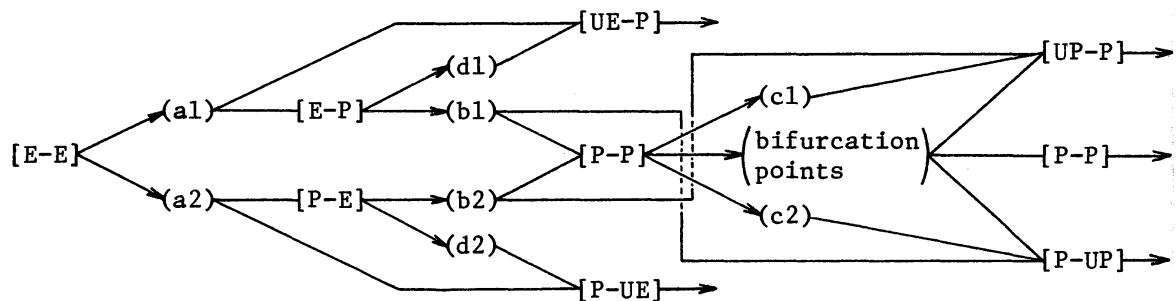 [UE-P]
[UP-P]
(d1)
(c1)
(a1) [E-P] (b1)
[E-E] [P-P] (bifurcation points) [P-P]
(a2) [P-E] (b2)
(c2)
(d2)
[P-UP]
[P-UE]